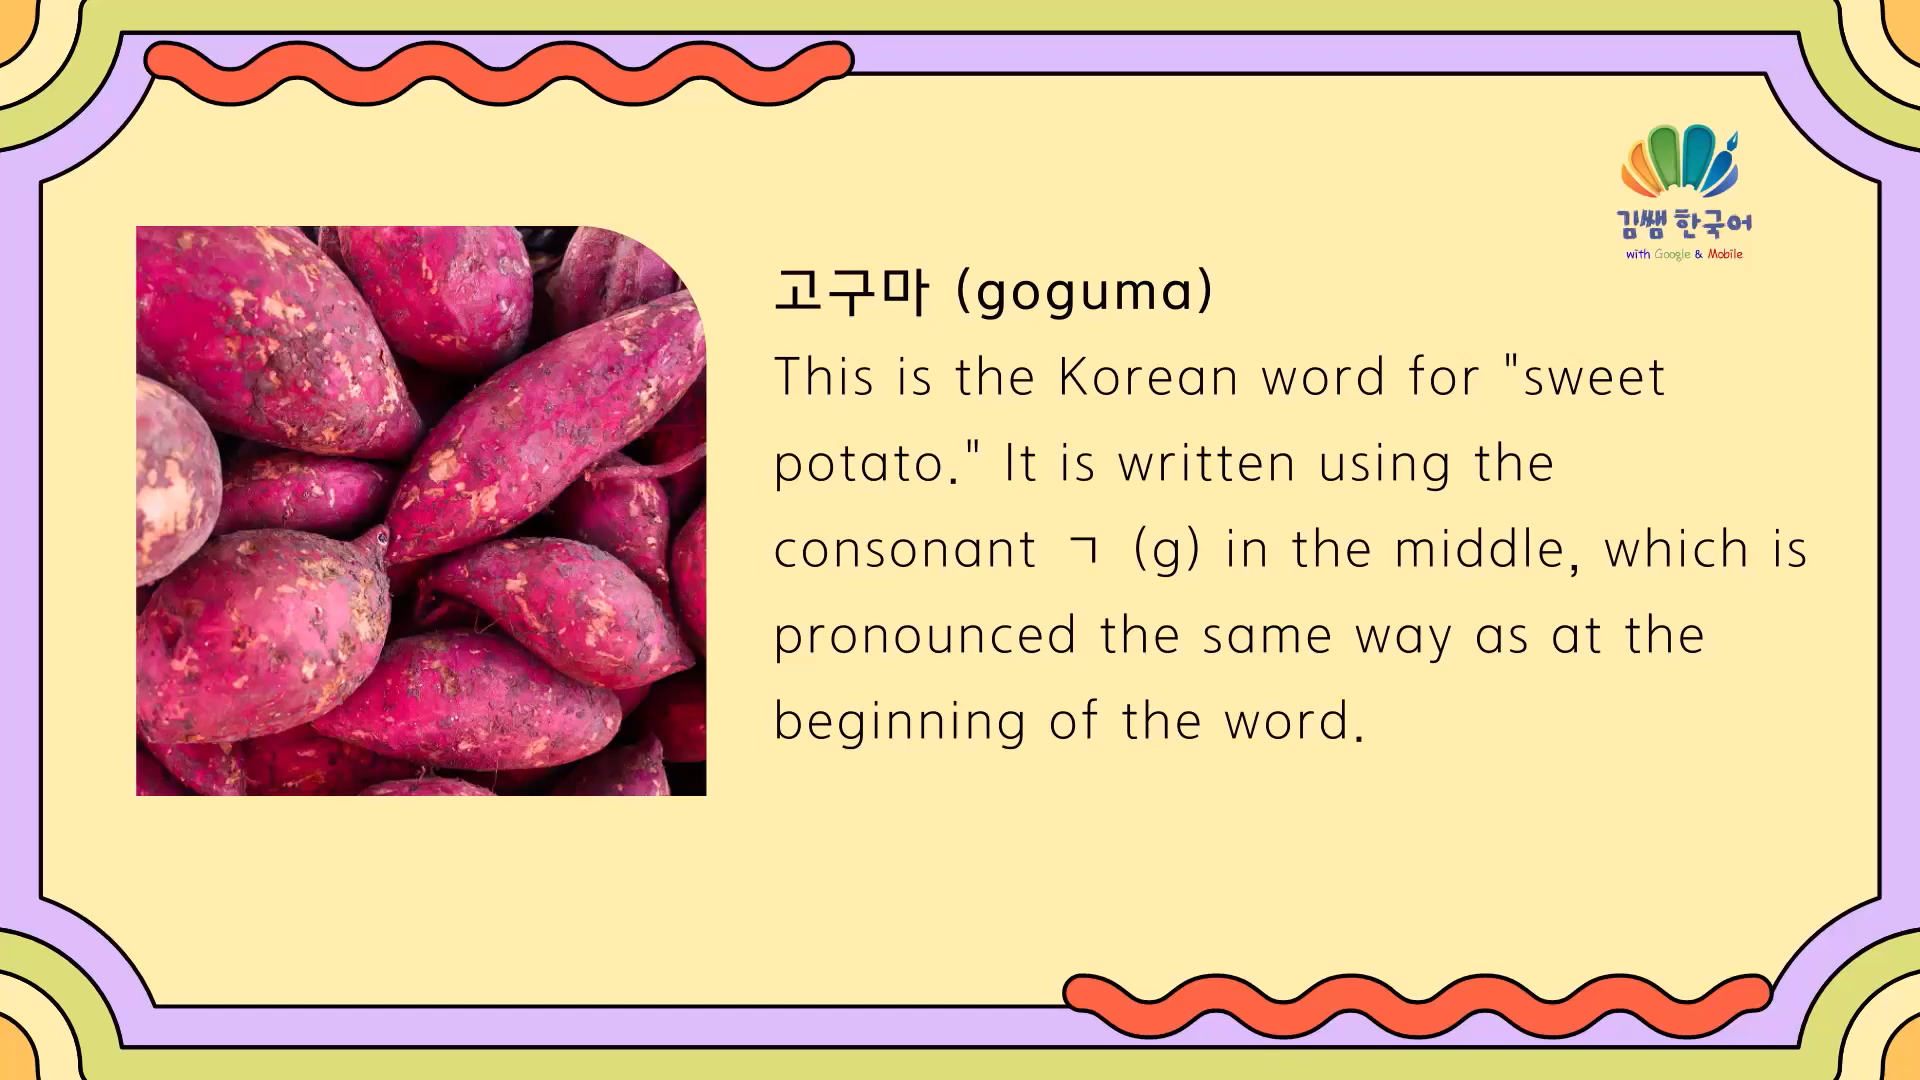 김쌤 한국어
with Google & Mobile
고구마 (goguma)
This is the Korean word for "sweet
potato." It is written using the
consonant ㄱ (g) in the middle, which is
pronounced the same way as at the
beginning of the word.